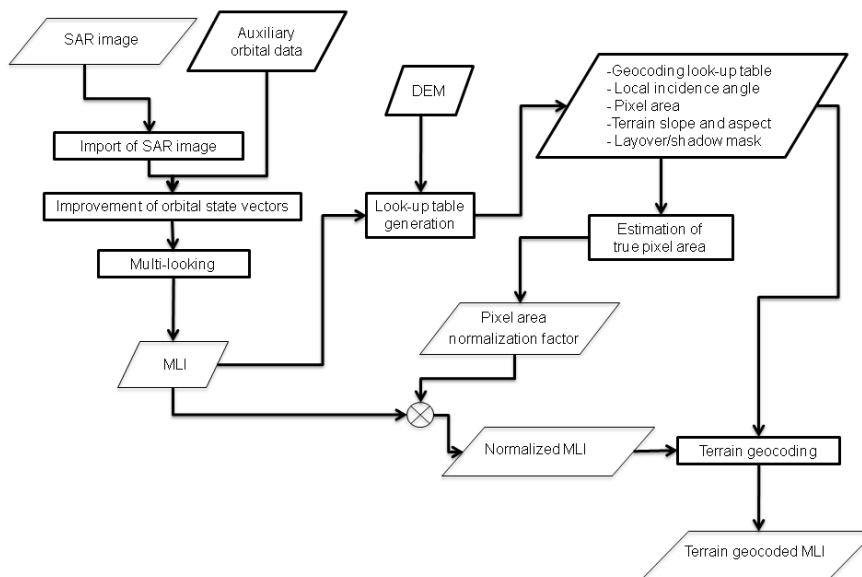 SAR image
Auxiliary
orbital data
DEM
-Geocoding look-up table
- Local incidence angle
- Pixel area
-Terrain slope and aspect
- Layover/shadow mask
Import of SAR image
Improvement of orbital state vectors
Look-up table
generation
Estimation of
true pixel area
Multi-looking
Pixel area
normalization factor
MLI
Normalized MLI
Terrain geocoding
Terrain geocoded MLI